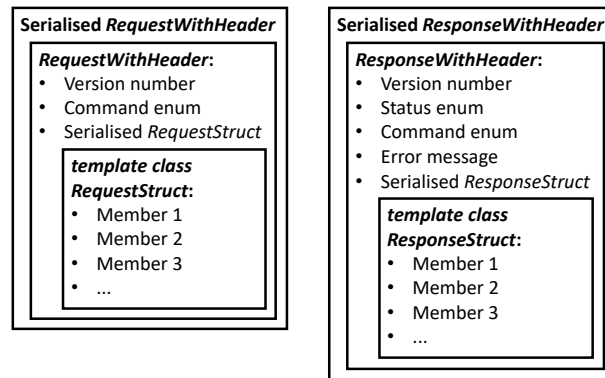 Serialised RequestWithHeader
RequestWithHeader:
• Version number
• Command enum
• Serialised RequestStruct
template class
RequestStruct:
• Member 1
• Member 2
• Member 3
• ...
Serialised ResponseWithHeader
ResponseWithHeader:
• Version number
• Status enum
• Command enum
• Error message
• Serialised ResponseStruct
template class
ResponseStruct:
• Member 1
• Member 2
• Member 3
• ...